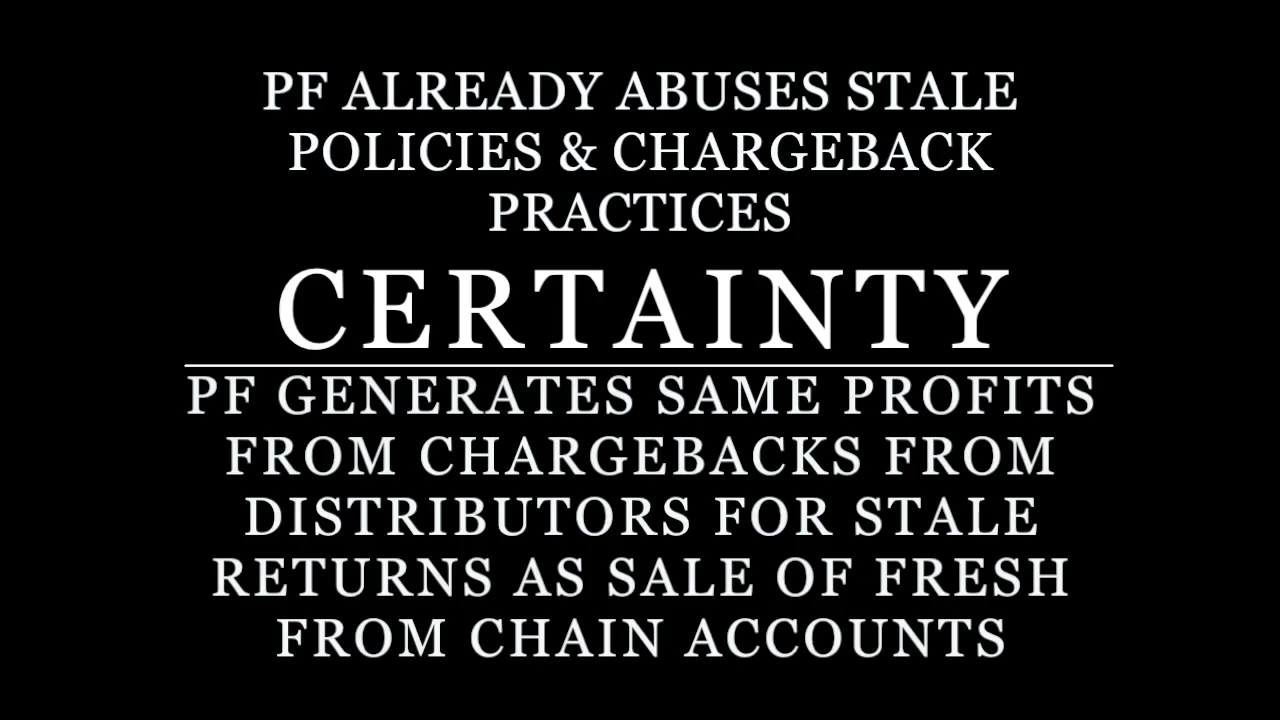 PF ALREADY ABUSES STALE
POLICIES & CHARGEBACK
PRACTICES
CERTAINTY
PF GENERATES SAME PROFITS
FROM CHARGEBACKS FROM
DISTRIBUTORS FOR STALE
RETURNS AS SALE OF FRESH
FROM CHAIN ACCOUNTS